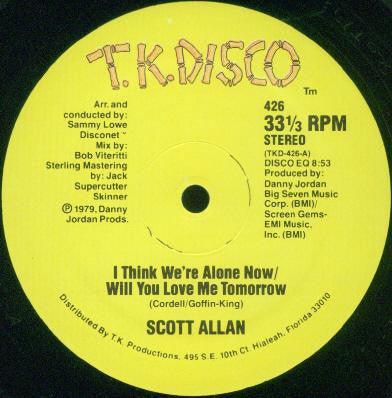 T.K.DISCO
Tm
Arr. and
conducted by:
Sammy Lowe
Disconet ™
Mix by:
Bob Viteritti
Sterling Mastering
by: Jack
Supercutter
Skinner
℗ 1979, Danny
Jordan Prods.
426
33⅓ RPM
STEREO
(TKD-426-A)
DISCO EQ 8:53
Produced by:
Danny Jordan
Big Seven Music
Corp. (BMI)/
Screen Gems-
EMI Music,
Inc. (BMI)
I Think We're Alone Now/
Will You Love Me Tomorrow
(Cordell/Goffin-King)
SCOTT ALLAN
Distributed By T.K. Productions, 495 S.E. 10th Ct. Hialeah, Florida 33010